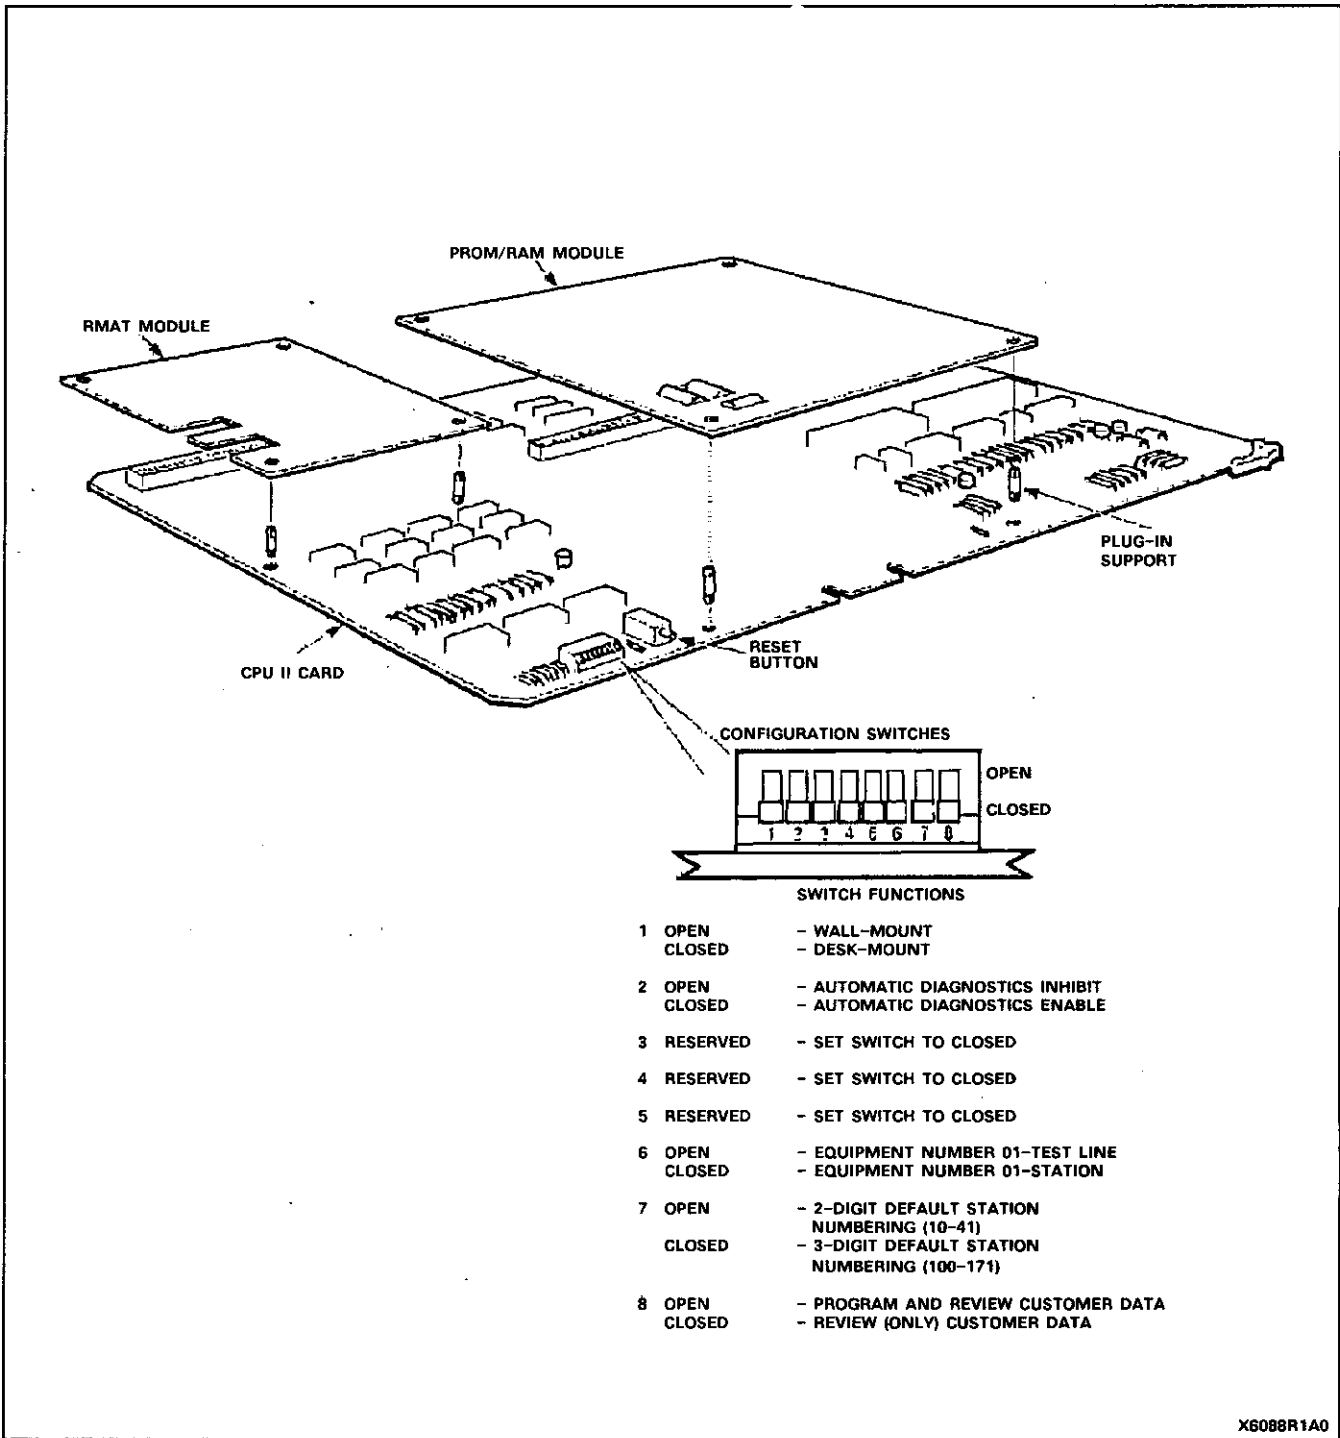 PROM/RAM MODULE
RMAT MODULE
PLUG-IN
SUPPORT
RESET
BUTTON
CPU II CARD
CONFIGURATION SWITCHES
OPEN
CLOSED
1 2 3 4 5 6 7 8
SWITCH FUNCTIONS
1 OPEN - WALL-MOUNT
CLOSED - DESK-MOUNT
2 OPEN - AUTOMATIC DIAGNOSTICS INHIBIT
CLOSED - AUTOMATIC DIAGNOSTICS ENABLE
3 RESERVED - SET SWITCH TO CLOSED
4 RESERVED - SET SWITCH TO CLOSED
5 RESERVED - SET SWITCH TO CLOSED
6 OPEN - EQUIPMENT NUMBER 01-TEST LINE
CLOSED - EQUIPMENT NUMBER 01-STATION
7 OPEN - 2-DIGIT DEFAULT STATION
NUMBERING (10-41)
CLOSED - 3-DIGIT DEFAULT STATION
NUMBERING (100-171)
8 OPEN - PROGRAM AND REVIEW CUSTOMER DATA
CLOSED - REVIEW (ONLY) CUSTOMER DATA
X6088R1A0